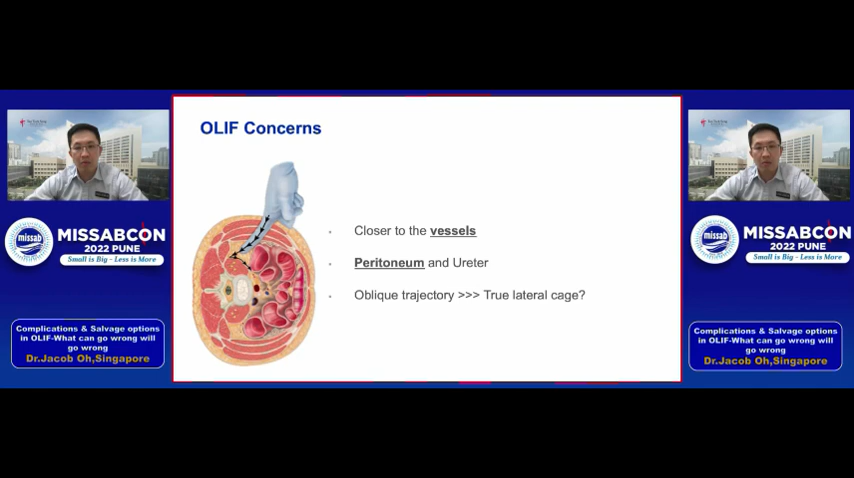 OLIF Concerns
Closer to the vessels
Peritoneum and Ureter
Oblique trajectory >>> True lateral cage?
missab
MISSABCON
2022 PUNE
Small is Big - Less is More
Complications & Salvage options
in OLIF-What can go wrong will
go wrong
Dr.Jacob Oh,Singapore
missab
MISSABCON
2022 PUNE
Small is Big - Less is More
Complications & Salvage options
in OLIF-What can go wrong will
go wrong
Dr.Jacob Oh,Singapore